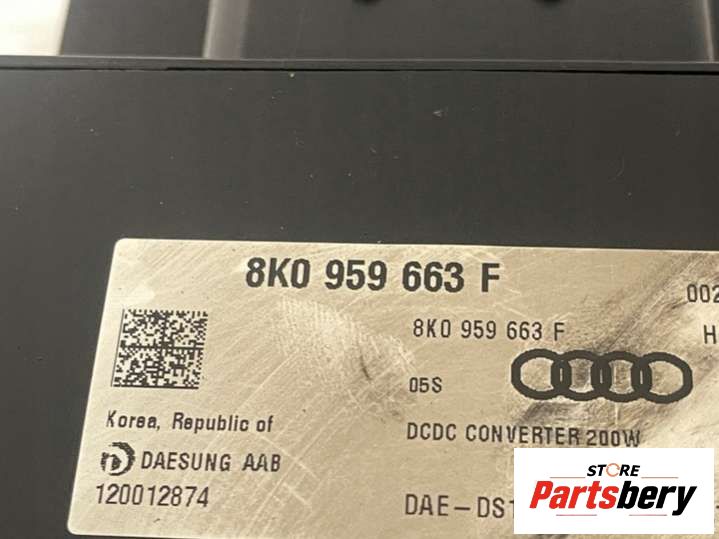 8K0 959 663 F
002
8K0 959 663 F
H
05S
Korea, Republic of
DCDC CONVERTER 200W
DAESUNG AAB
120012874
DAE-DS1
STORE
Partsbery